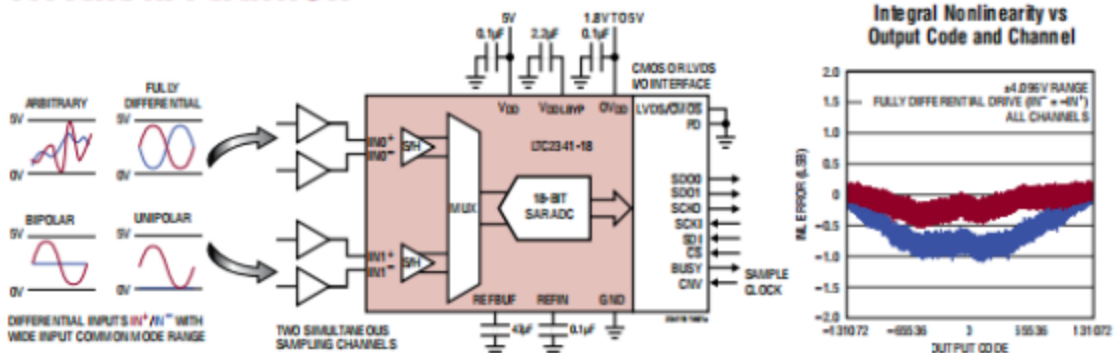 ARBITRARY
5V
0V
FULLY
DIFFERENTIAL
5V
0V
BIPOLAR
5V
0V
UNIPOLAR
5V
0V
DIFFERENTIAL INPUTS IN+/IN− WITH
WIDE INPUT COMMON MODE RANGE
5V
0.1µF
2.2µF
1.8V TO 5V
0.1µF
CMOS OR LVDS
I/O INTERFACE
VDD
VDDLBYP
OVDD
LVDS/CMOS
PD
LTC2341-18
IN0+
IN0−
S/H
MUX
18-BIT
SAR ADC
IN1+
IN1−
S/H
SDO0
SDO1
SCKO
SCKI
SDI
CS
BUSY
CNV
SAMPLE
CLOCK
REFBUF
REFIN
GND
47µF
0.1µF
TWO SIMULTANEOUS
SAMPLING CHANNELS
Integral Nonlinearity vs
Output Code and Channel
±4.096V RANGE
FULLY DIFFERENTIAL DRIVE (IN− = −IN+)
ALL CHANNELS
INL ERROR (LSB)
2.0
1.5
1.0
0.5
0
−0.5
−1.0
−1.5
−2.0
−131072
−65536
0
65536
131072
OUTPUT CODE